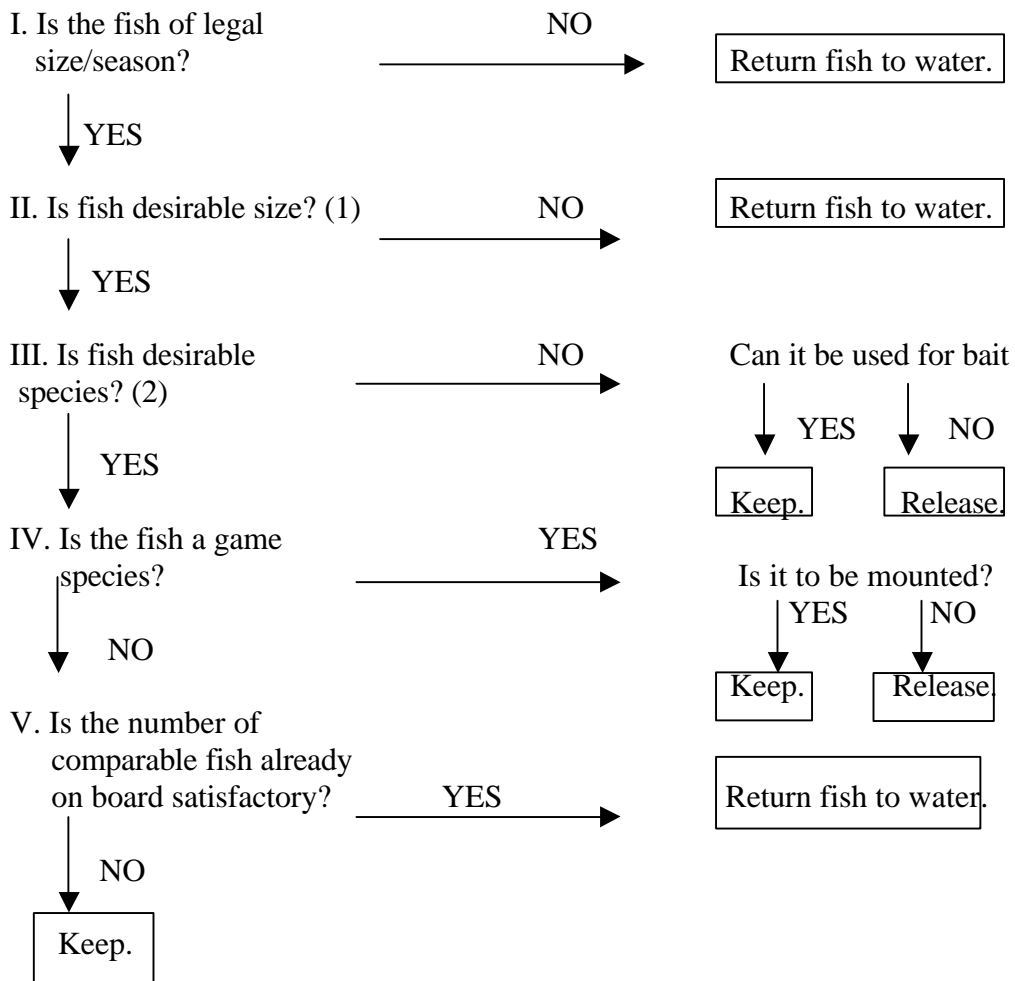 I. Is the fish of legal
size/season?
NO
Return fish to water.
YES
II. Is fish desirable size? (1)
NO
Return fish to water.
YES
III. Is fish desirable
species? (2)
NO
Can it be used for bait
YES
NO
Keep.
Release.
YES
IV. Is the fish a game
species?
YES
Is it to be mounted?
YES
NO
Keep.
Release.
NO
V. Is the number of
comparable fish already
on board satisfactory?
YES
Return fish to water.
NO
Keep.